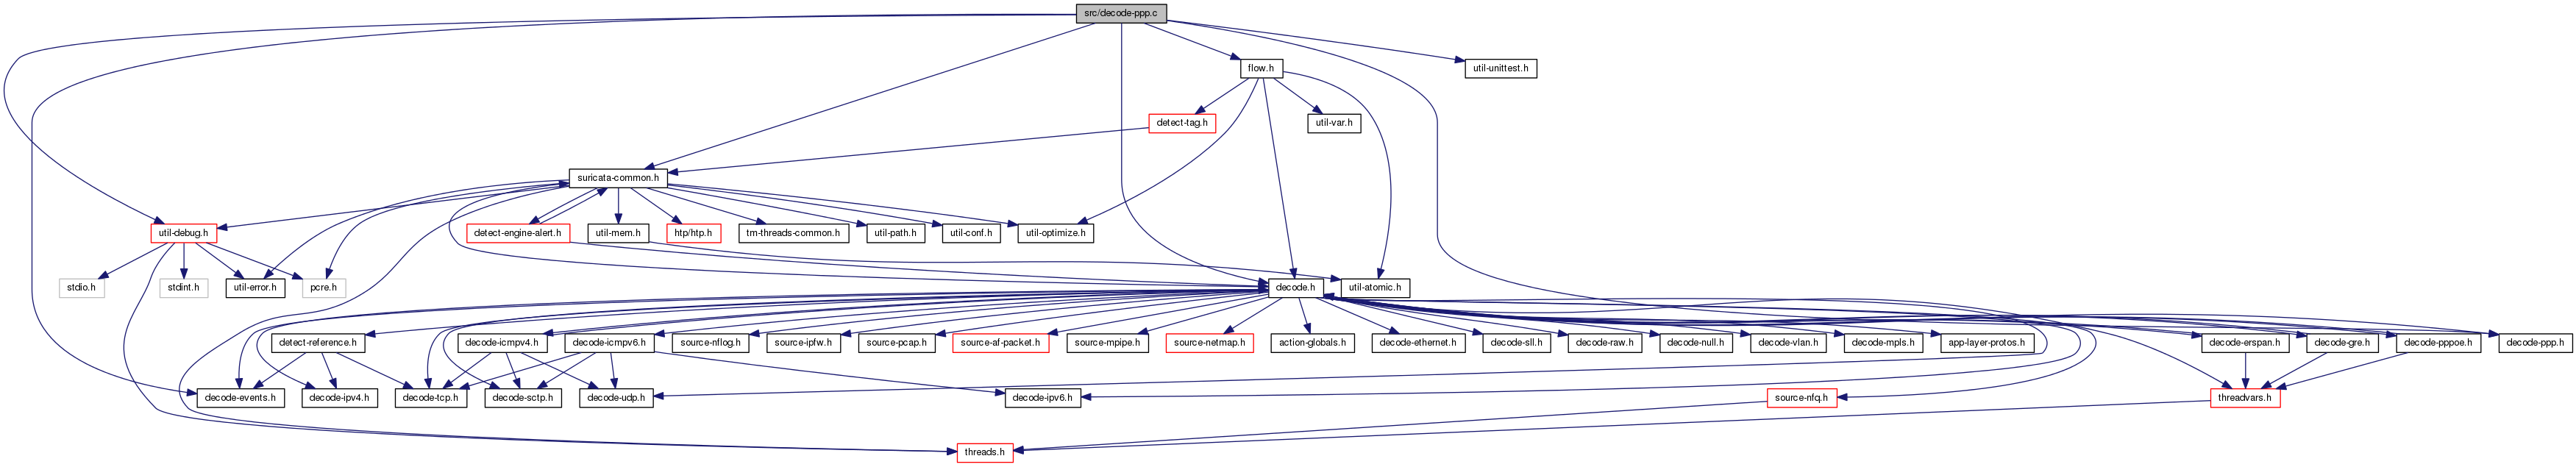 src/decode-ppp.c
flow.h
util-unittest.h
detect-tag.h
util-var.h
suricata-common.h
util-debug.h
detect-engine-alert.h
util-mem.h
htp/htp.h
tm-threads-common.h
util-path.h
util-conf.h
util-optimize.h
stdio.h
stdint.h
util-error.h
pcre.h
decode.h
util-atomic.h
detect-reference.h
decode-icmpv4.h
decode-icmpv6.h
source-nflog.h
source-ipfw.h
source-pcap.h
source-af-packet.h
source-mpipe.h
source-netmap.h
action-globals.h
decode-ethernet.h
decode-sll.h
decode-raw.h
decode-null.h
decode-vlan.h
decode-mpls.h
app-layer-protos.h
decode-erspan.h
decode-gre.h
decode-pppoe.h
decode-ppp.h
decode-events.h
decode-ipv4.h
decode-tcp.h
decode-sctp.h
decode-udp.h
decode-ipv6.h
source-nfq.h
threadvars.h
threads.h